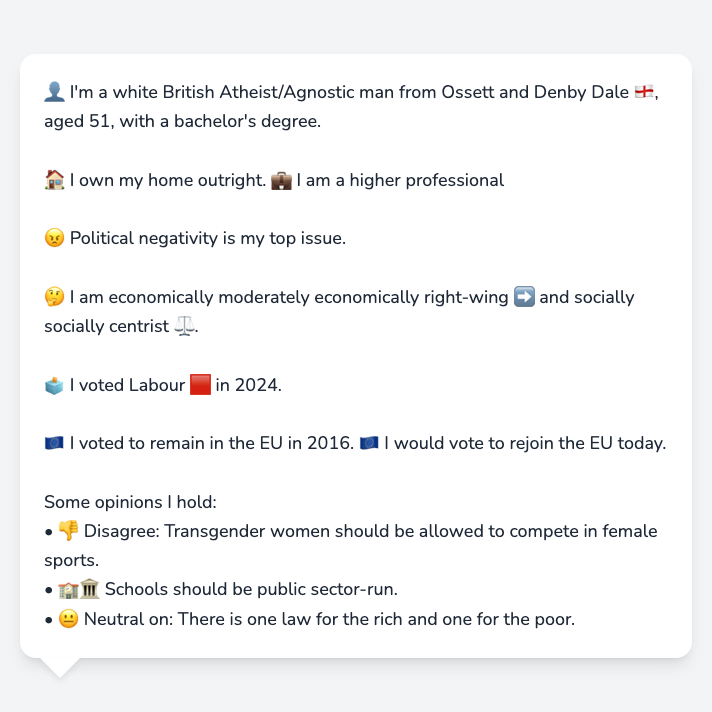 👤 I'm a white British Atheist/Agnostic man from Ossett and Denby Dale 🏴󠁧󠁢󠁥󠁮󠁧󠁿,
aged 51, with a bachelor's degree.
🏠 I own my home outright. 💼 I am a higher professional
😠 Political negativity is my top issue.
🤔 I am economically moderately economically right-wing ➡️ and socially
socially centrist ⚖️.
🗳️ I voted Labour 🟥 in 2024.
🇪🇺 I voted to remain in the EU in 2016. 🇪🇺 I would vote to rejoin the EU today.
Some opinions I hold:
• 👎 Disagree: Transgender women should be allowed to compete in female
sports.
• 🏫🏛️ Schools should be public sector-run.
• 😐 Neutral on: There is one law for the rich and one for the poor.